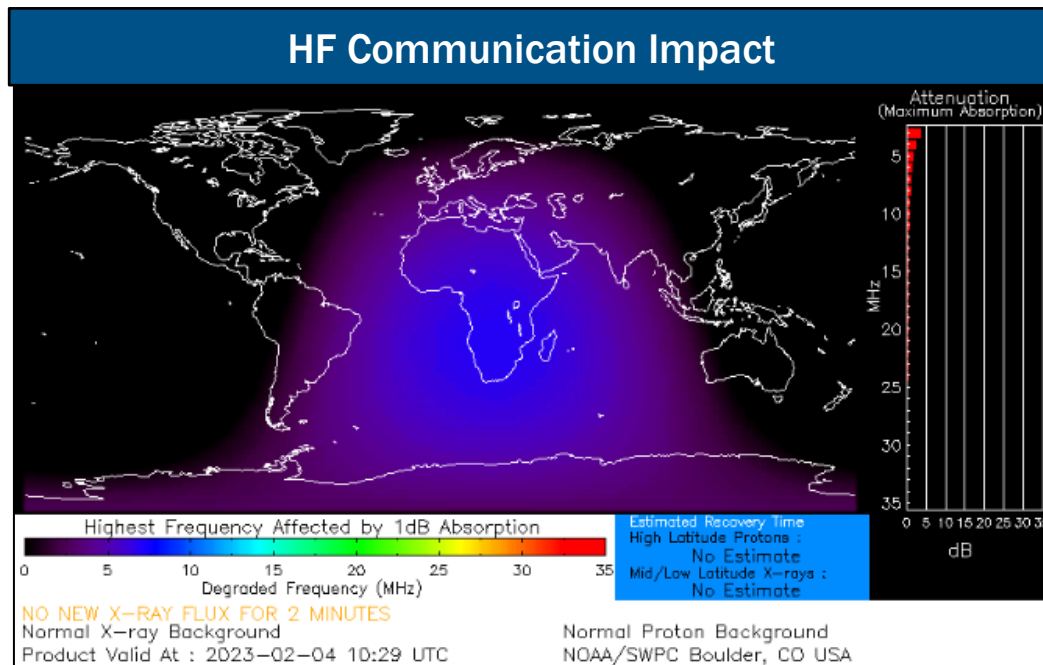 HF Communication Impact
Attenuation
(Maximum Absorption)
5
10
15
20
25
30
35
MHz
0 5 10 15 20 25 30 3
dB
Highest Frequency Affected by 1dB Absorption
0 5 10 15 20 25 30 35
Degraded Frequency (MHz)
Estimated Recovery Time
High Latitude Protons :
No Estimate
Mid/Low Latitude X-rays :
No Estimate
NO NEW X-RAY FLUX FOR 2 MINUTES
Normal X-ray Background
Normal Proton Background
Product Valid At : 2023-02-04 10:29 UTC
NOAA/SWPC Boulder, CO USA